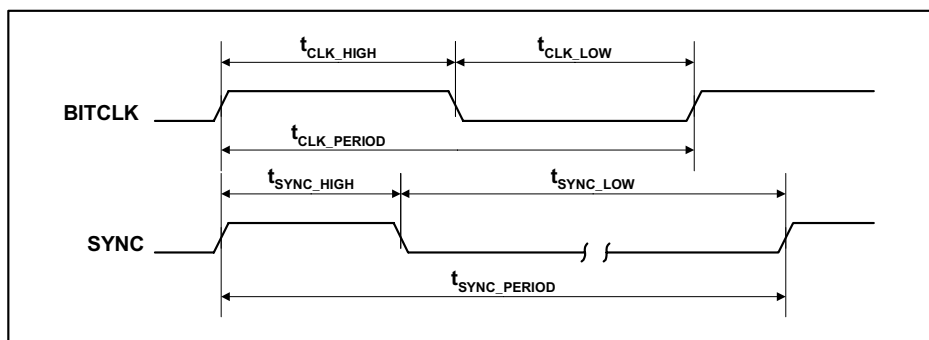 tCLK_HIGH
tCLK_LOW
BITCLK
tCLK_PERIOD
tSYNC_HIGH
tSYNC_LOW
SYNC
tSYNC_PERIOD